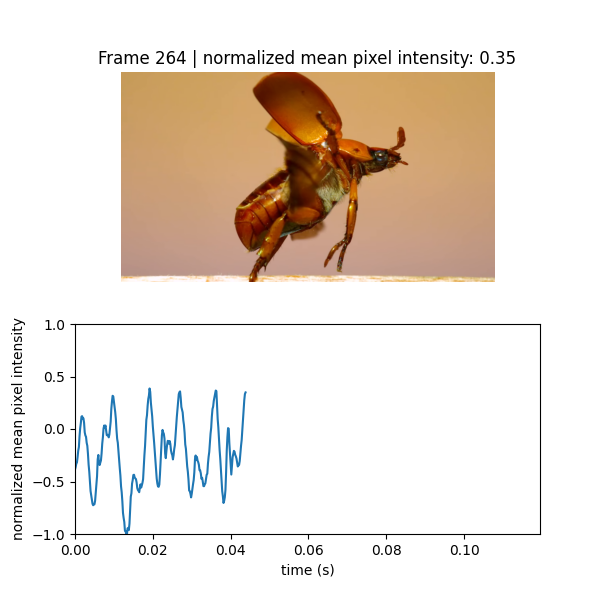 Frame 264 | normalized mean pixel intensity: 0.35
1.0
0.5
0.0
−0.5
−1.0
normalized mean pixel intensity
0.00 0.02 0.04 0.06 0.08 0.10
time (s)